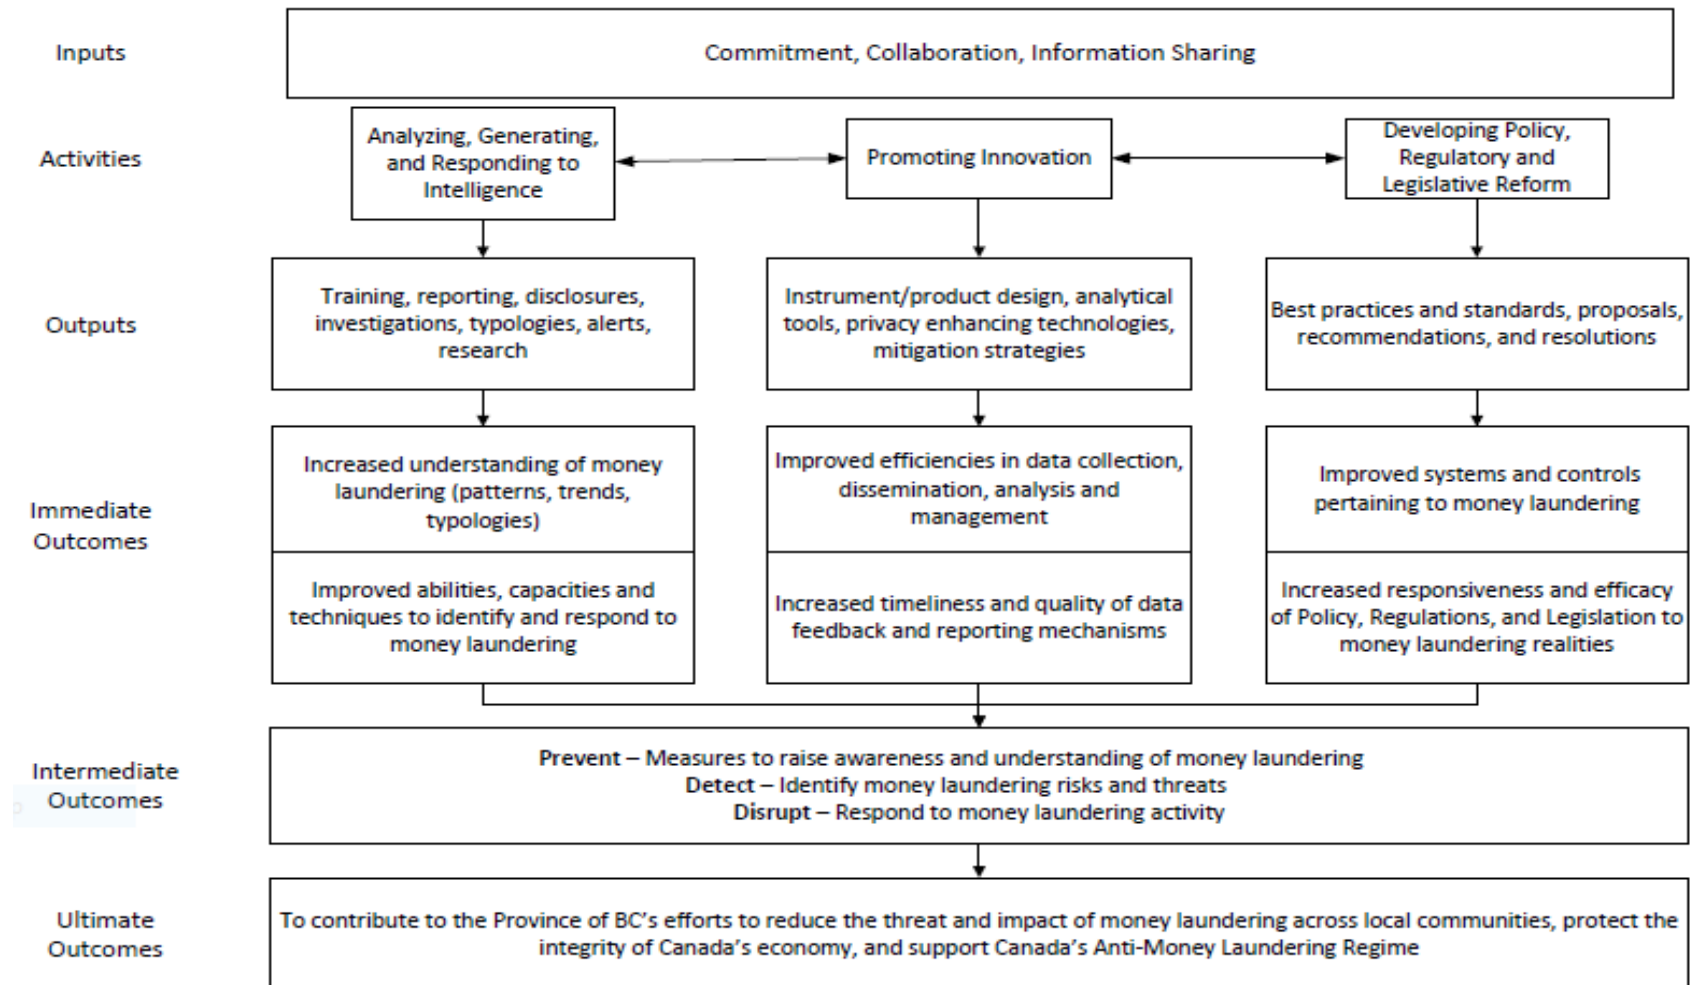 Inputs
Commitment, Collaboration, Information Sharing
Activities
Analyzing, Generating,
and Responding to
Intelligence
Promoting Innovation
Developing Policy,
Regulatory and
Legislative Reform
Outputs
Training, reporting, disclosures,
investigations, typologies, alerts,
research
Instrument/product design, analytical
tools, privacy enhancing technologies,
mitigation strategies
Best practices and standards, proposals,
recommendations, and resolutions
Immediate
Outcomes
Increased understanding of money
laundering (patterns, trends,
typologies)
Improved efficiencies in data collection,
dissemination, analysis and
management
Improved systems and controls
pertaining to money laundering
Improved abilities, capacities and
techniques to identify and respond to
money laundering
Increased timeliness and quality of data
feedback and reporting mechanisms
Increased responsiveness and efficacy
of Policy, Regulations, and Legislation to
money laundering realities
Intermediate
Outcomes
Prevent – Measures to raise awareness and understanding of money laundering
Detect – Identify money laundering risks and threats
Disrupt – Respond to money laundering activity
Ultimate
Outcomes
To contribute to the Province of BC's efforts to reduce the threat and impact of money laundering across local communities, protect the
integrity of Canada's economy, and support Canada's Anti-Money Laundering Regime